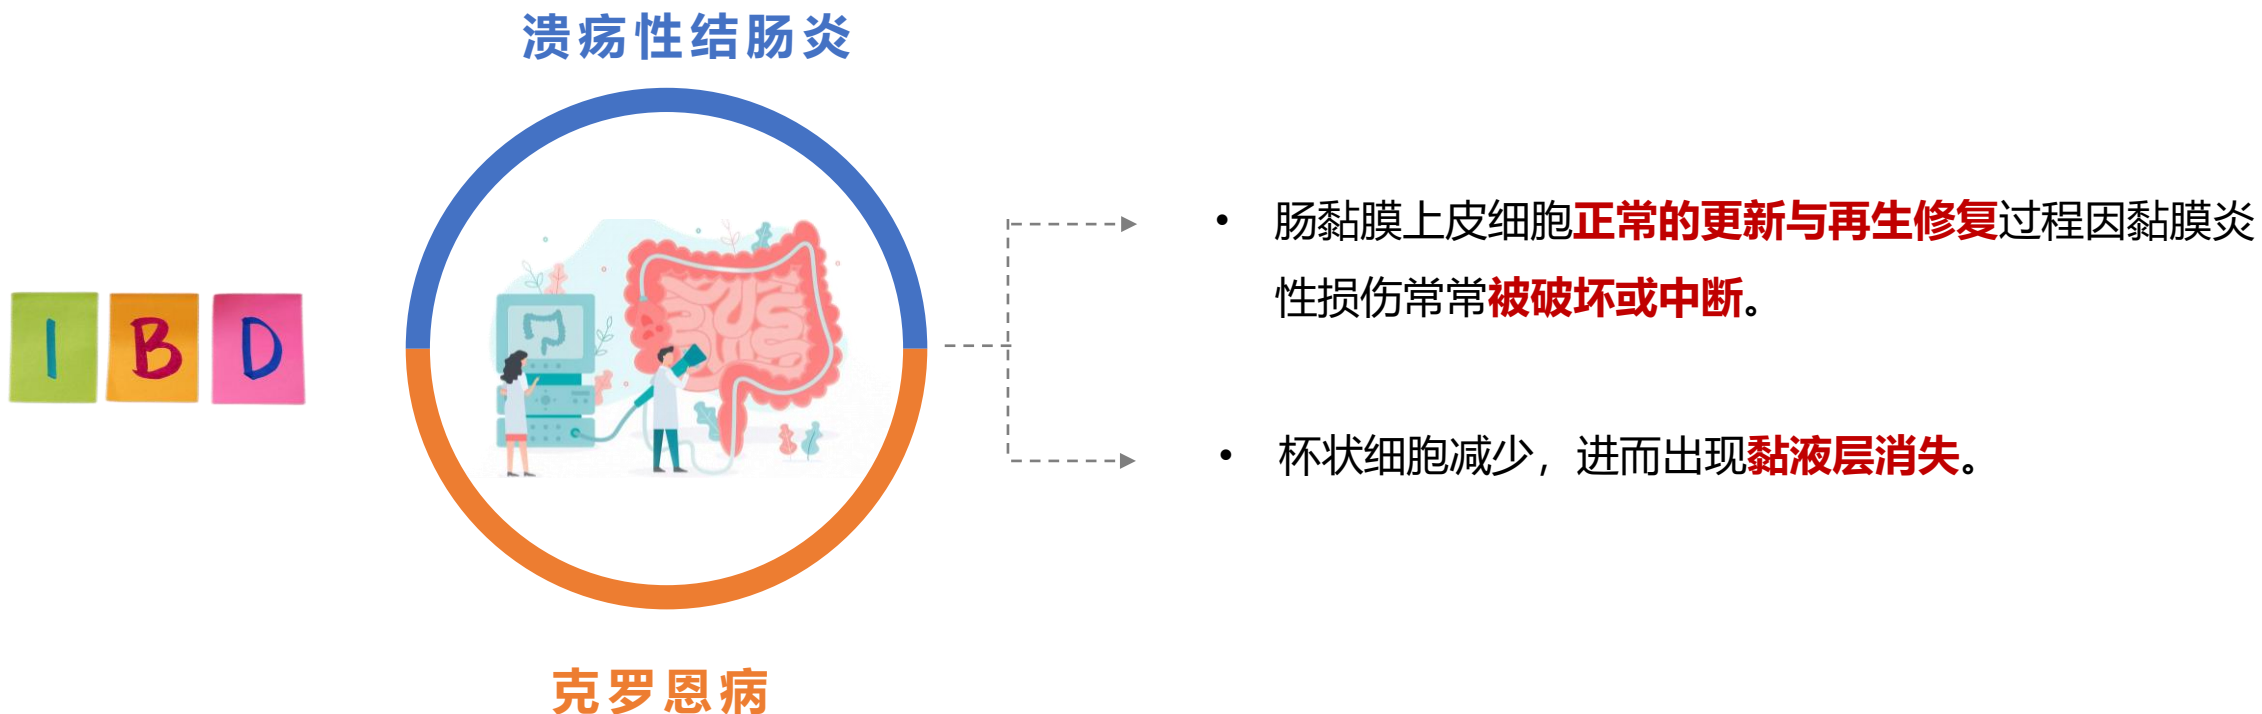 溃疡性结肠炎
I B D
• 肠黏膜上皮细胞正常的更新与再生修复过程因黏膜炎
性损伤常常被破坏或中断。
• 杯状细胞减少，进而出现黏液层消失。
克罗恩病